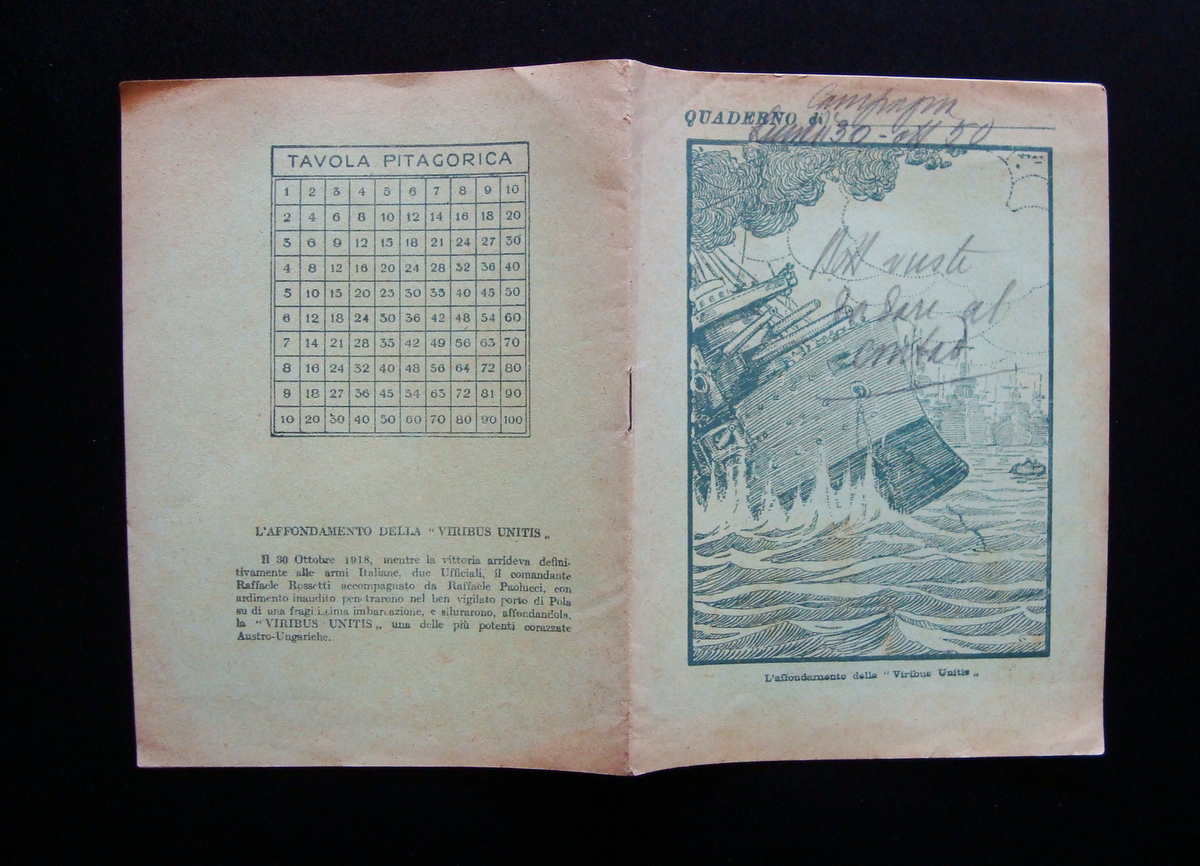 TAVOLA PITAGORICA
1 2 3 4 5 6 7 8 9 10
2 4 6 8 10 12 14 16 18 20
3 6 9 12 15 18 21 24 27 30
4 8 12 16 20 24 28 32 36 40
5 10 15 20 25 30 35 40 45 50
6 12 18 24 30 36 42 48 54 60
7 14 21 28 35 42 49 56 63 70
8 16 24 32 40 48 56 64 72 80
9 18 27 36 45 54 63 72 81 90
10 20 30 40 50 60 70 80 90 100
L'AFFONDAMENTO DELLA "VIRIBUS UNITIS„
Il 30 Ottobre 1918, mentre la vittoria arrideva defini-
tivamente alle armi Italiane, due Ufficiali, il comandante
Raffaele Rossetti accompagnato da Raffaele Paolucci, con
ardimento inaudito penetrarono nel ben vigilato porto di Pola
su di una fragilissima imbarcazione, e silurarono, affondandola,
la "VIRIBUS UNITIS„ una delle più potenti corazzate
Austro-Ungariche.
Campagna
QUADERNO di
30 - 50
al
L'affondamento della "Viribus Unitis„